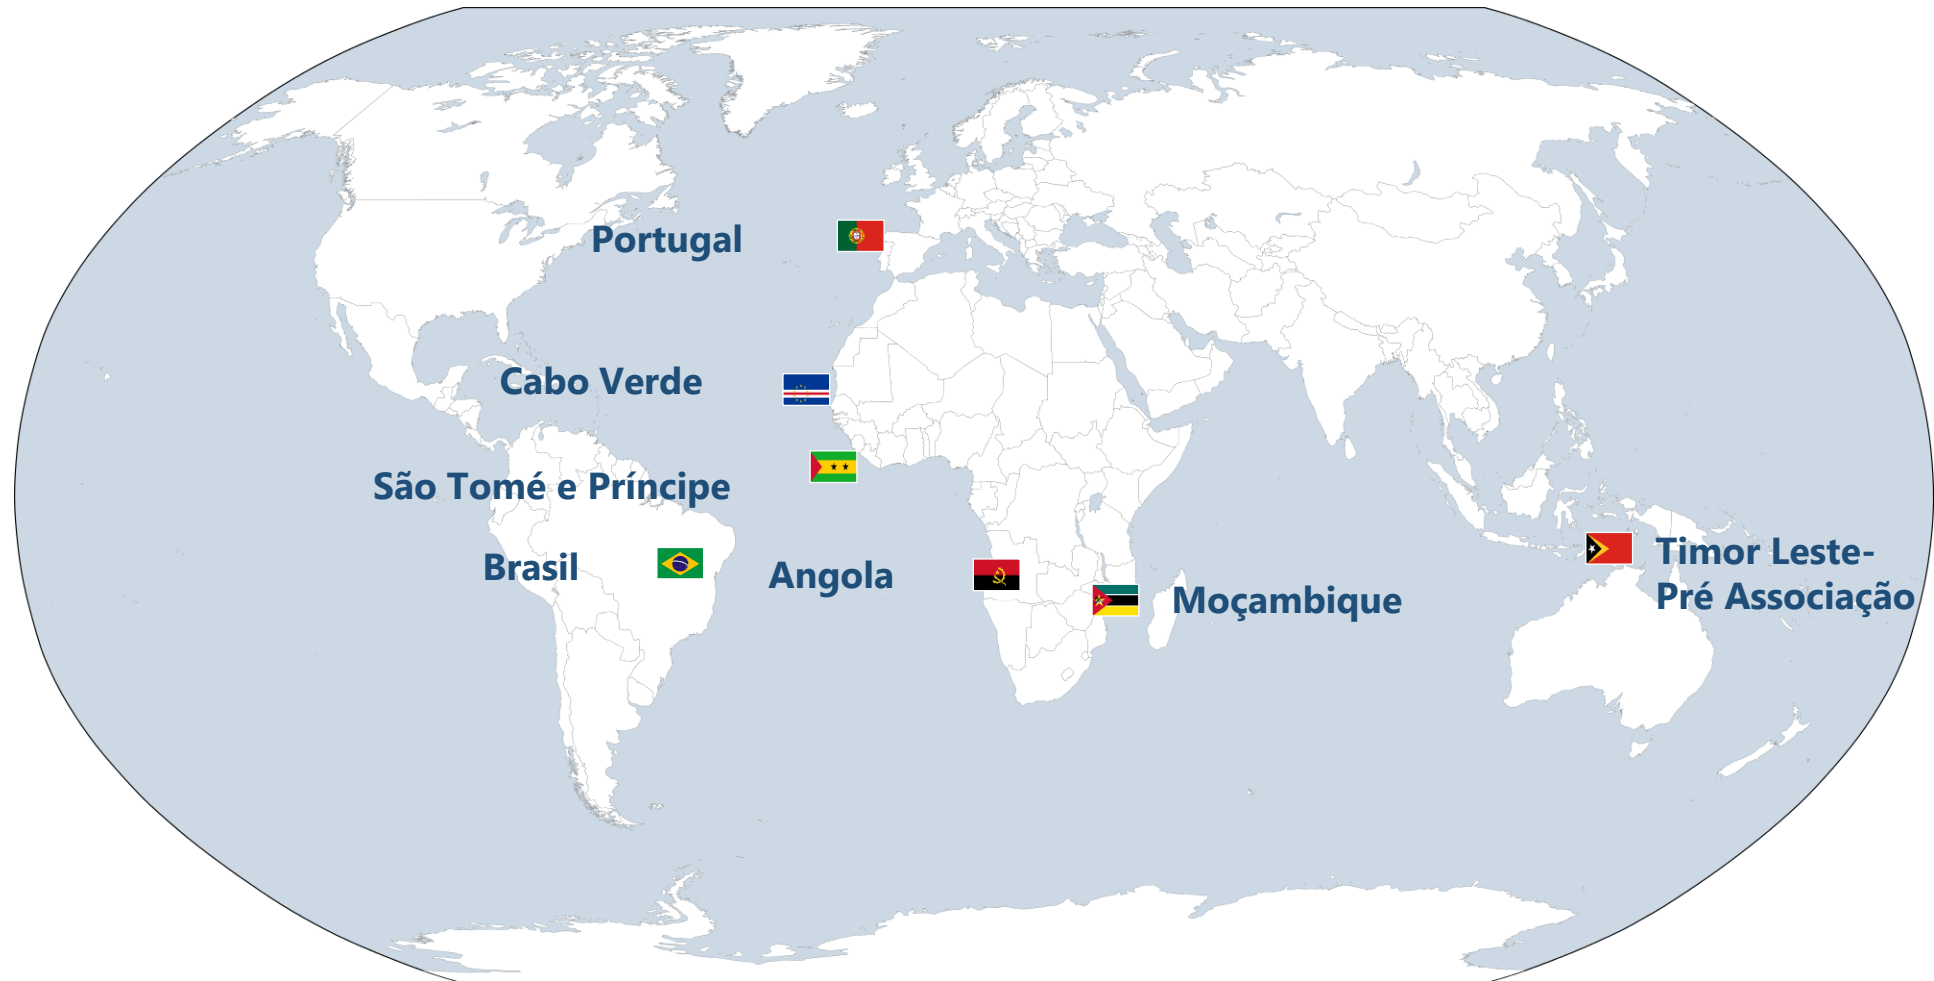 Portugal
Cabo Verde
São Tomé e Príncipe
Brasil
Angola
Moçambique
Timor Leste-
Pré Associação